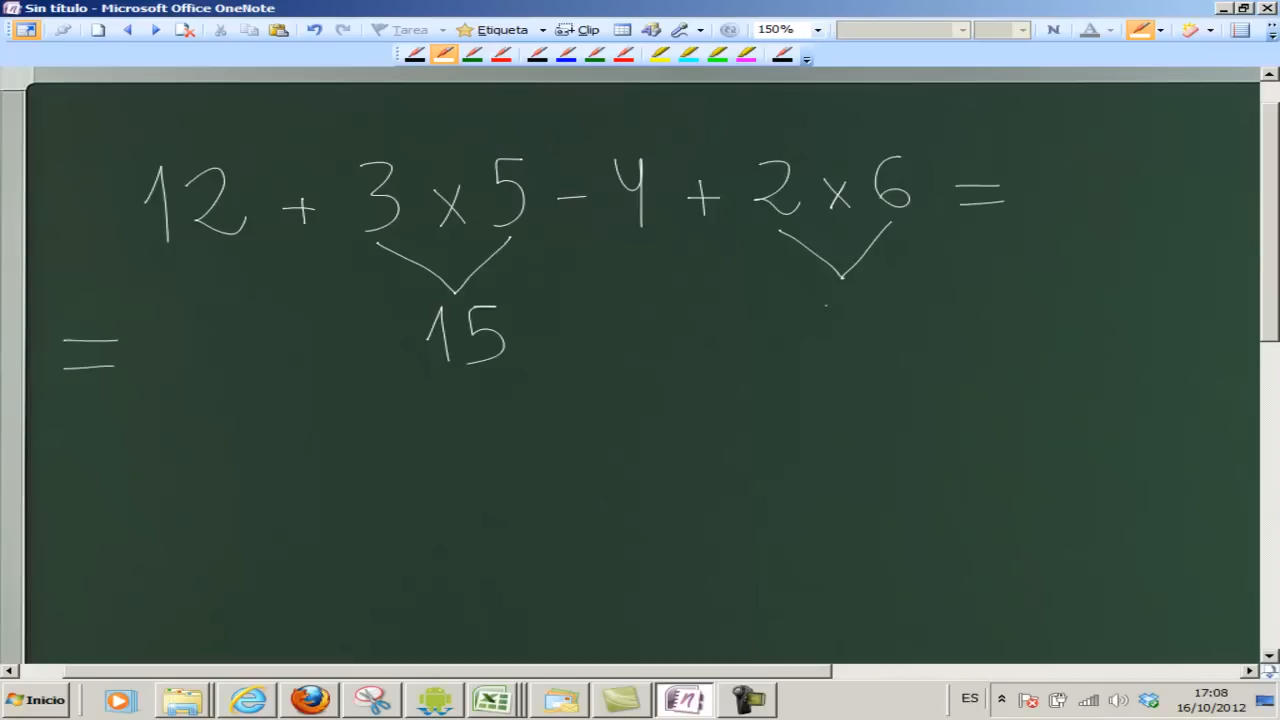 Sin título - Microsoft Office OneNote
Tarea Etiqueta Clip 150% N A
12 + 3 x 5 - 4 + 2 x 6 =
= 15
Inicio ES 17:08
16/10/2012